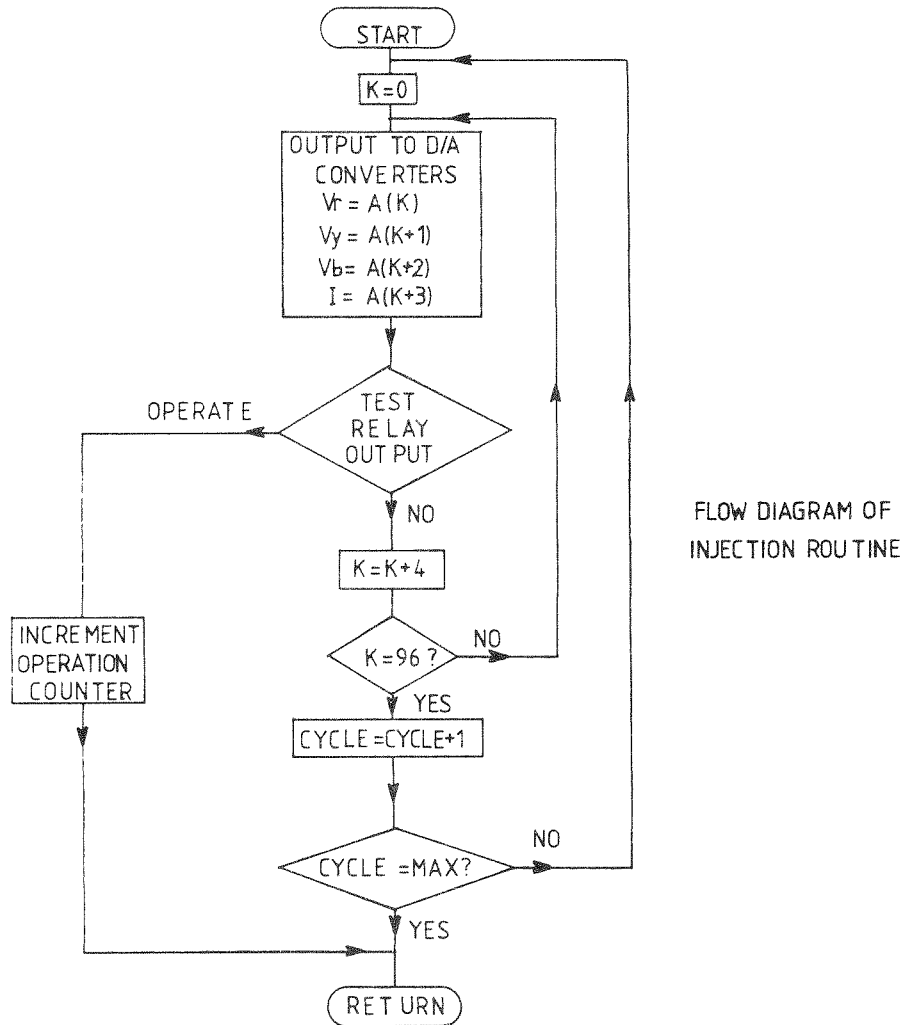 START
K=0
OUTPUT TO D/A
CONVERTERS
Vr = A(K)
Vy = A(K+1)
Vb= A(K+2)
I = A(K+3)
OPERATE
TEST
RELAY
OUTPUT
NO
FLOW DIAGRAM OF
INJECTION ROUTINE
K=K+4
INCREMENT
OPERATION
COUNTER
K=96?
NO
YES
CYCLE=CYCLE+1
CYCLE =MAX?
NO
YES
RETURN